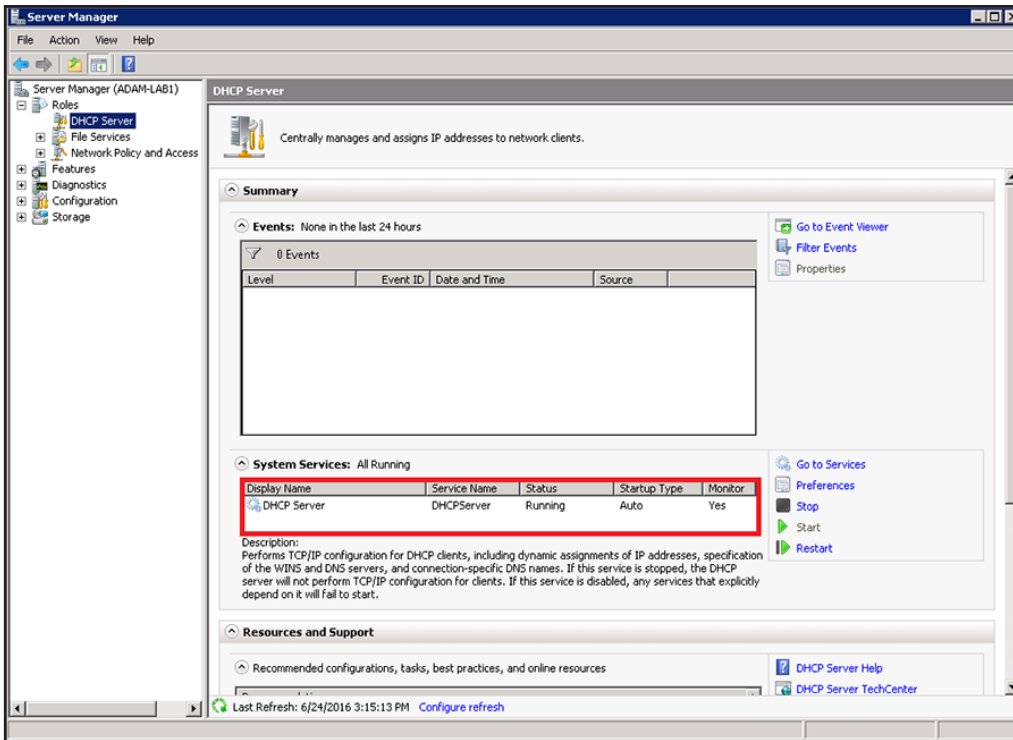 Server Manager
File Action View Help
Server Manager (ADAM-LAB1)
Roles
DHCP Server
File Services
Network Policy and Access
Features
Diagnostics
Configuration
Storage
DHCP Server
Centrally manages and assigns IP addresses to network clients.
Summary
Events: None in the last 24 hours
0 Events
Level Event ID Date and Time Source
Go to Event Viewer
Filter Events
Properties
System Services: All Running
Display Name Service Name Status Startup Type Monitor
DHCP Server DHCPServer Running Auto Yes
Description:
Performs TCP/IP configuration for DHCP clients, including dynamic assignments of IP addresses, specification
of the WINS and DNS servers, and connection-specific DNS names. If this service is stopped, the DHCP
server will not perform TCP/IP configuration for clients. If this service is disabled, any services that explicitly
depend on it will fail to start.
Go to Services
Preferences
Stop
Start
Restart
Resources and Support
Recommended configurations, tasks, best practices, and online resources
DHCP Server Help
DHCP Server TechCenter
Last Refresh: 6/24/2016 3:15:13 PM Configure refresh